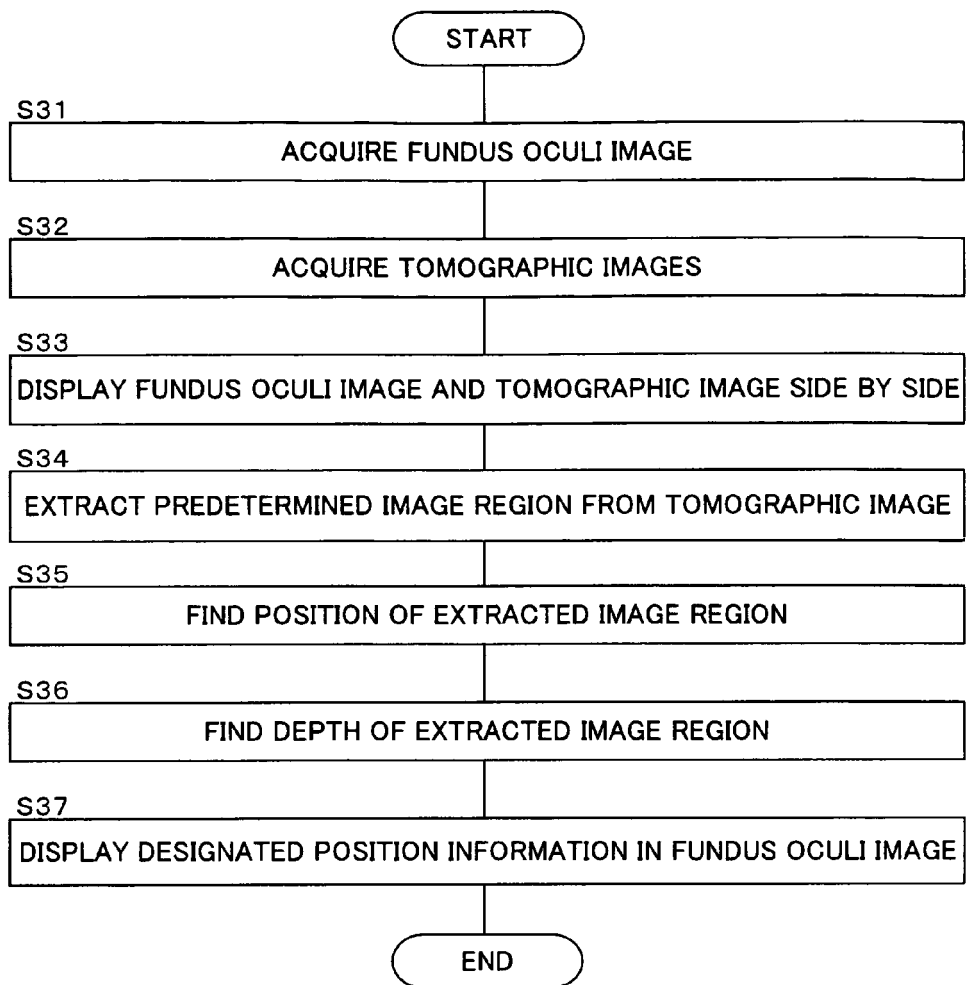 START
S31
ACQUIRE FUNDUS OCULI IMAGE
S32
ACQUIRE TOMOGRAPHIC IMAGES
S33
DISPLAY FUNDUS OCULI IMAGE AND TOMOGRAPHIC IMAGE SIDE BY SIDE
S34
EXTRACT PREDETERMINED IMAGE REGION FROM TOMOGRAPHIC IMAGE
S35
FIND POSITION OF EXTRACTED IMAGE REGION
S36
FIND DEPTH OF EXTRACTED IMAGE REGION
S37
DISPLAY DESIGNATED POSITION INFORMATION IN FUNDUS OCULI IMAGE
END